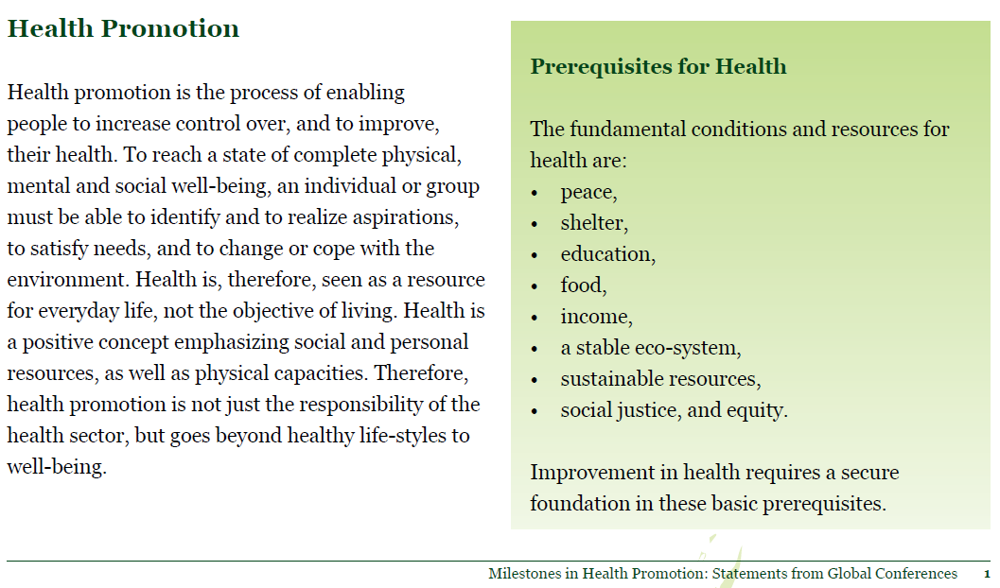 Health Promotion
Health promotion is the process of enabling
people to increase control over, and to improve,
their health. To reach a state of complete physical,
mental and social well-being, an individual or group
must be able to identify and to realize aspirations,
to satisfy needs, and to change or cope with the
environment. Health is, therefore, seen as a resource
for everyday life, not the objective of living. Health is
a positive concept emphasizing social and personal
resources, as well as physical capacities. Therefore,
health promotion is not just the responsibility of the
health sector, but goes beyond healthy life-styles to
well-being.
Prerequisites for Health
The fundamental conditions and resources for
health are:
• peace,
• shelter,
• education,
• food,
• income,
• a stable eco-system,
• sustainable resources,
• social justice, and equity.
Improvement in health requires a secure
foundation in these basic prerequisites.
Milestones in Health Promotion: Statements from Global Conferences 1